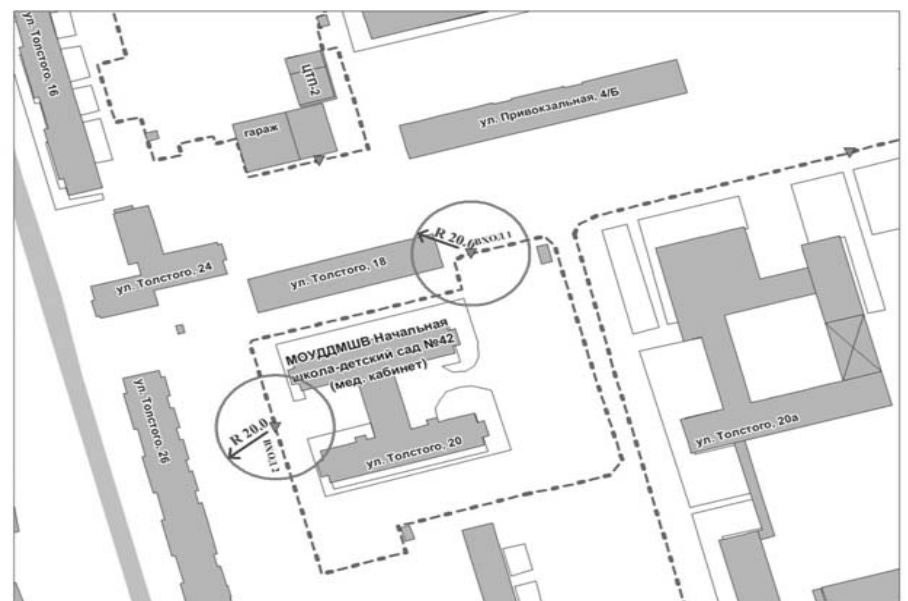 ул. Толстого, 16
ЦТП-2
гараж
ул. Привокзальная, 4/Б
R 20,0
ВХОД 1
ул. Толстого, 24
ул. Толстого, 18
МОУДДМШВ Начальная
школа-детский сад №42
(мед. кабинет)
R 20,0
ВХОД 2
ул. Толстого, 26
ул. Толстого, 20
ул. Толстого, 20а